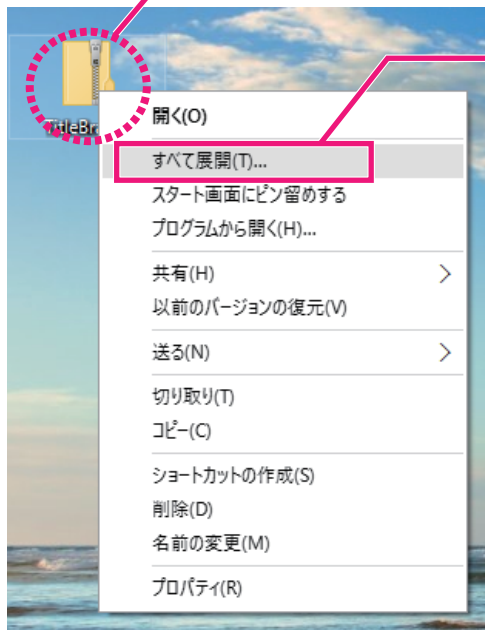 TitleBr
開く(O)
すべて展開(T)...
スタート画面にピン留めする
プログラムから開く(H)...
共有(H)
以前のバージョンの復元(V)
送る(N)
切り取り(T)
コピー(C)
ショートカットの作成(S)
削除(D)
名前の変更(M)
プロパティ(R)